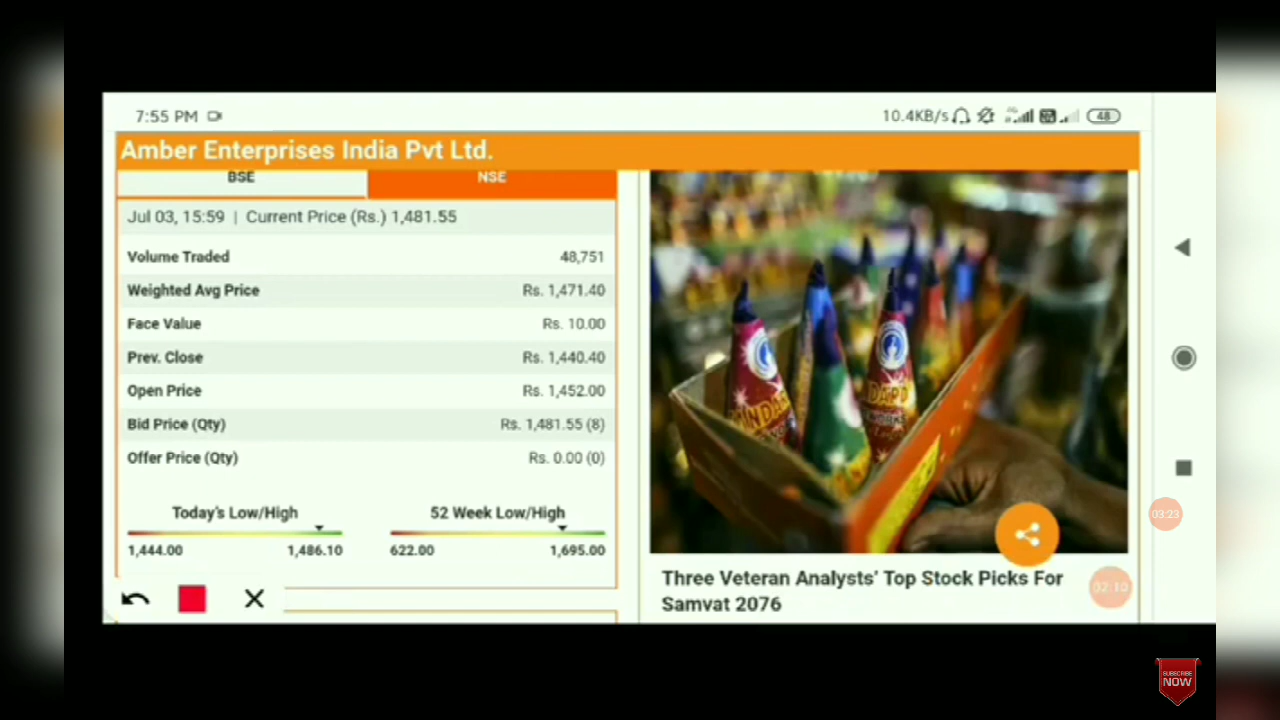 7:55 PM
10.4KB/s
48
Amber Enterprises India Pvt Ltd.
BSE
NSE
Jul 03, 15:59 | Current Price (Rs.) 1,481.55
Volume Traded 48,751
Weighted Avg Price Rs. 1,471.40
Face Value Rs. 10.00
Prev. Close Rs. 1,440.40
Open Price Rs. 1,452.00
Bid Price (Qty) Rs. 1,481.55 (8)
Offer Price (Qty) Rs. 0.00 (0)
Today's Low/High
1,444.00 1,486.10
52 Week Low/High
622.00 1,695.00
Three Veteran Analysts' Top Stock Picks For
Samvat 2076
03:23
02:10
SUBSCRIBE
NOW